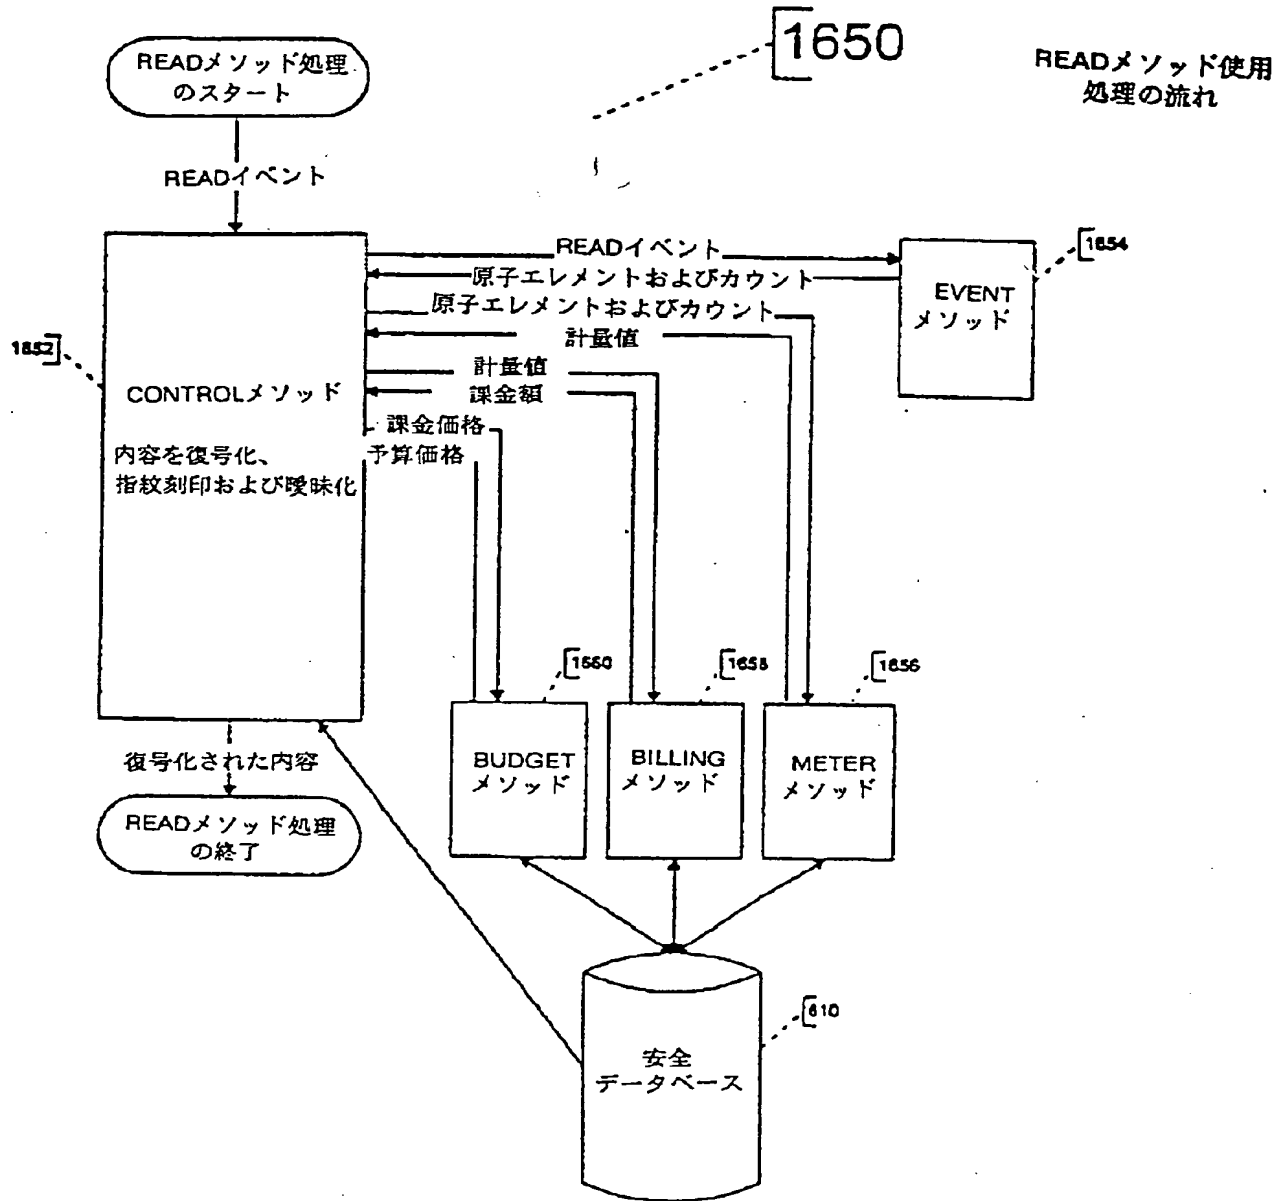 1650
READメソッド使用
処理の流れ
READメソッド処理
のスタート
READイベント
READイベント
原子エレメントおよびカウント
原子エレメントおよびカウント
計量値
計量値
課金額
課金価格
予算価格
1652
CONTROLメソッド
内容を復号化、
指紋刻印および曖昧化
1654
EVENT
メソッド
1660
BUDGET
メソッド
1658
BILLING
メソッド
1656
METER
メソッド
復号化された内容
READメソッド処理
の終了
610
安全
データベース